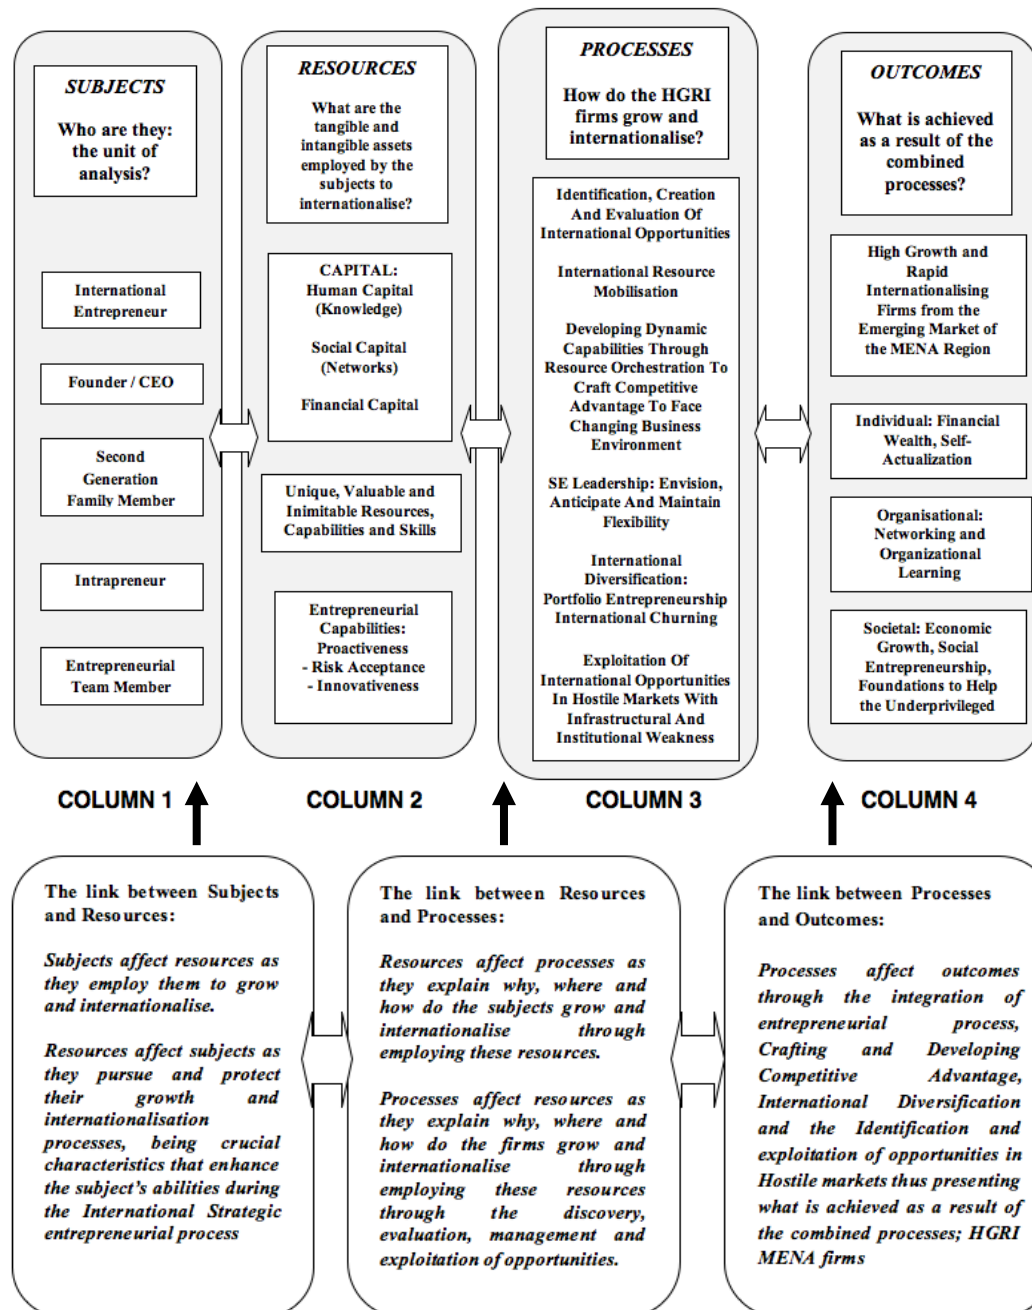 SUBJECTS
Who are they:
the unit of
analysis?
International
Entrepreneur
Founder / CEO
Second
Generation
Family Member
Intrapreneur
Entrepreneurial
Team Member
RESOURCES
What are the
tangible and
intangible assets
employed by the
subjects to
internationalise?
CAPITAL:
Human Capital
(Knowledge)
Social Capital
(Networks)
Financial Capital
Unique, Valuable and
Inimitable Resources,
Capabilities and Skills
Entrepreneurial
Capabilities:
Proactiveness
- Risk Acceptance
- Innovativeness
PROCESSES
How do the HGRI
firms grow and
internationalise?
Identification, Creation
And Evaluation Of
International Opportunities
International Resource
Mobilisation
Developing Dynamic
Capabilities Through
Resource Orchestration To
Craft Competitive
Advantage To Face
Changing Business
Environment
SE Leadership: Envision,
Anticipate And Maintain
Flexibility
International
Diversification:
Portfolio Entrepreneurship
International Churning
Exploitation Of
International Opportunities
In Hostile Markets With
Infrastructural And
Institutional Weakness
OUTCOMES
What is achieved
as a result of the
combined
processes?
High Growth and
Rapid
Internationalising
Firms from the
Emerging Market of
the MENA Region
Individual: Financial
Wealth, Self-
Actualization
Organisational:
Networking and
Organizational
Learning
Societal: Economic
Growth, Social
Entrepreneurship,
Foundations to Help
the Underprivileged
COLUMN 1
COLUMN 2
COLUMN 3
COLUMN 4
The link between Subjects
and Resources:
Subjects affect resources as
they employ them to grow
and internationalise.
Resources affect subjects as
they pursue and protect
their growth and
internationalisation
processes, being crucial
characteristics that enhance
the subject's abilities during
the International Strategic
entrepreneurial process
The link between Resources
and Processes:
Resources affect processes as
they explain why, where and
how do the subjects grow and
internationalise through
employing these resources.
Processes affect resources as
they explain why, where and
how do the firms grow and
internationalise through
employing these resources
through the discovery,
evaluation, management and
exploitation of opportunities.
The link between Processes
and Outcomes:
Processes affect outcomes
through the integration of
entrepreneurial process,
Crafting and Developing
Competitive Advantage,
International Diversification
and the Identification and
exploitation of opportunities in
Hostile markets thus presenting
what is achieved as a result of
the combined processes; HGRI
MENA firms